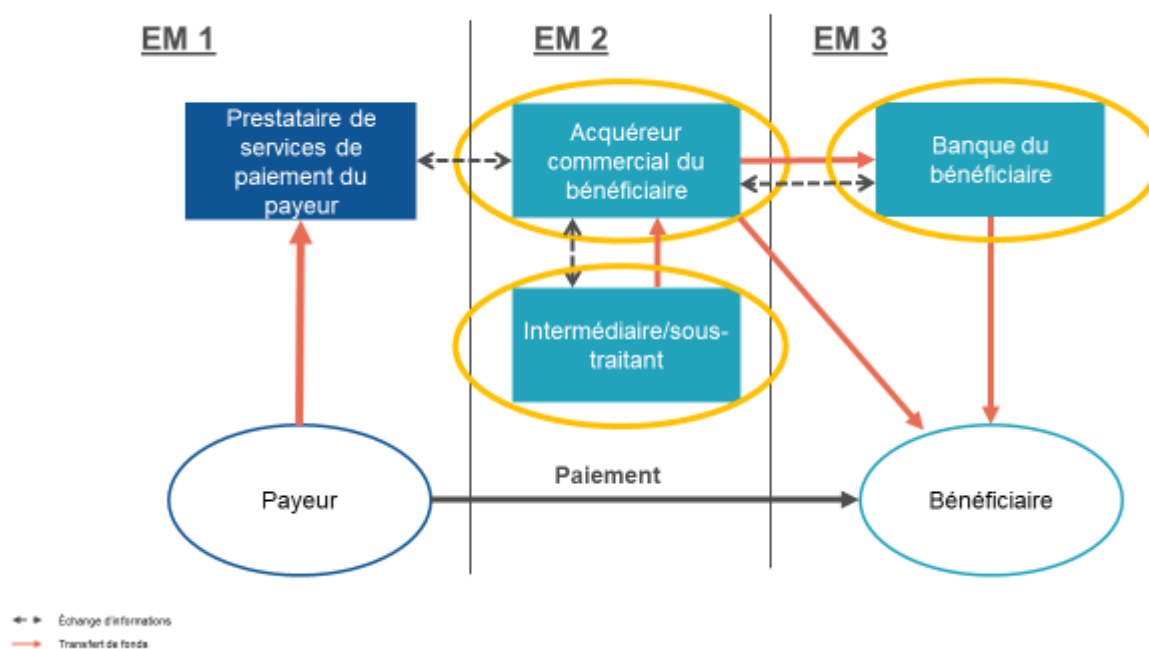 EM 1
EM 2
EM 3
Prestataire de
services de
paiement du
payeur
Acquéreur
commercial du
bénéficiaire
Banque du
bénéficiaire
Intermédiaire/sous-
traitant
Paiement
Payeur
Bénéficiaire
Échange d'informations
Transfert de fonds